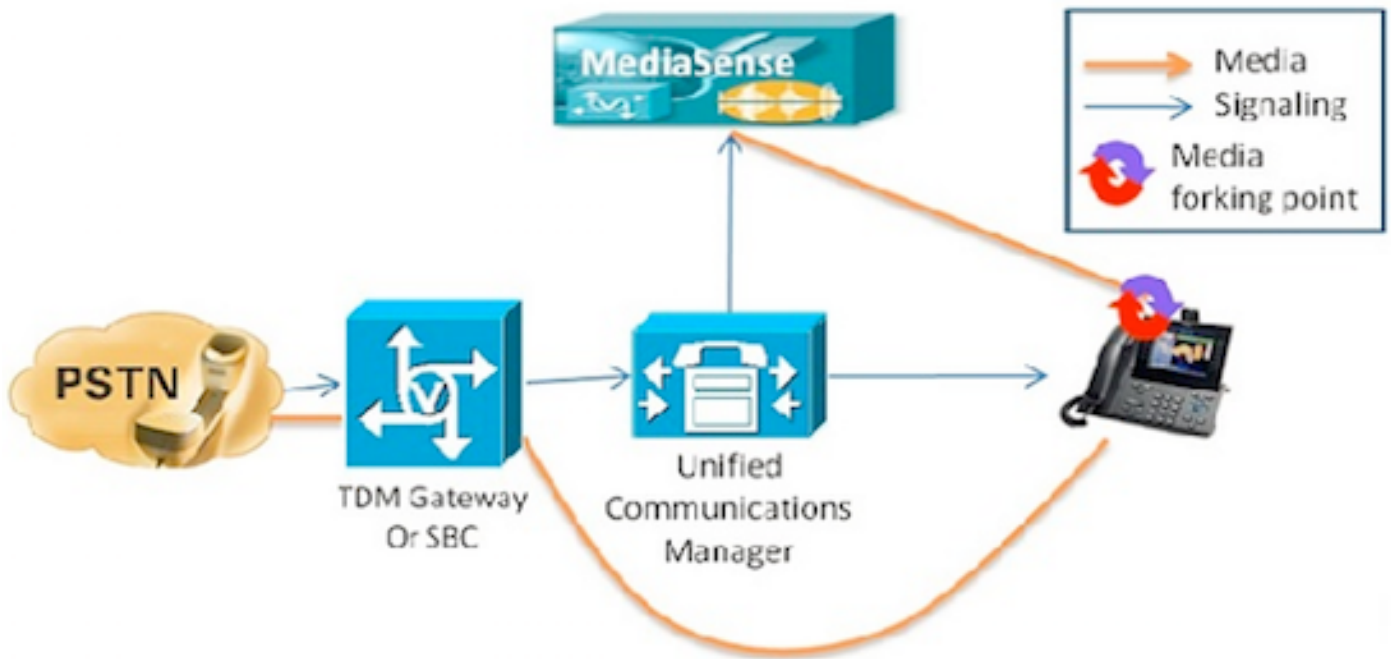 MediaSense
Media
Signaling
Media
forking point
PSTN
V
TDM Gateway
Or SBC
Unified
Communications
Manager